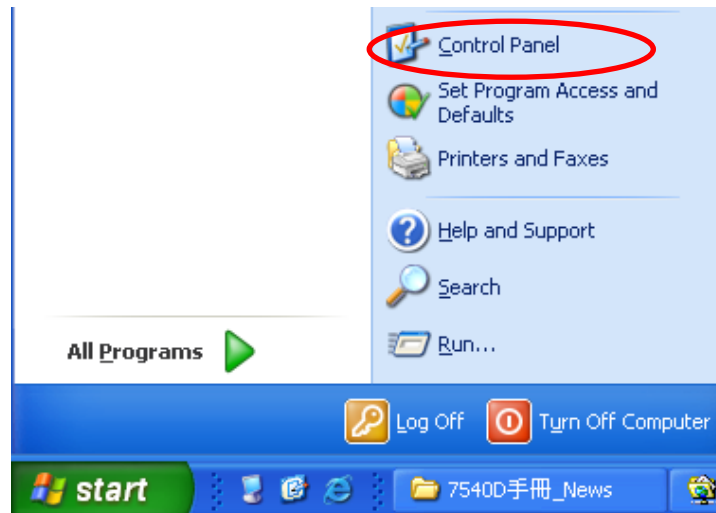 Control Panel
Set Program Access and
Defaults
Printers and Faxes
Help and Support
Search
All Programs
Run...
Log Off
Turn Off Computer
start
7540D手冊_News